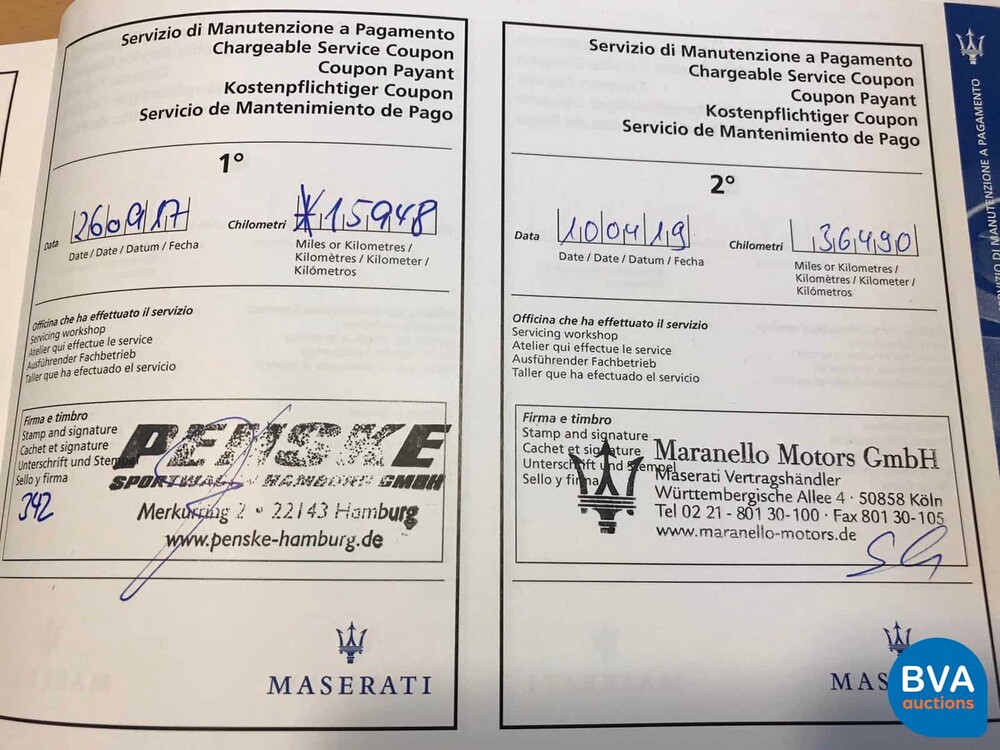 Servizio di Manutenzione a Pagamento
Chargeable Service Coupon
Coupon Payant
Kostenpflichtiger Coupon
Servicio de Mantenimiento de Pago
1°
Data 260917 Chilometri 15948
Date / Date / Datum / Fecha
Miles or Kilometres /
Kilomètres / Kilometer /
Kilómetros
Officina che ha effettuato il servizio
Servicing workshop
Atelier qui effectue le service
Ausführender Fachbetrieb
Taller que ha efectuado el servicio
Firma e timbro
Stamp and signature
Cachet et signature
Unterschrift und Stempel
Sello y firma
342
PENSKE
SPORTWAGEN HAMBURG GMBH
Merkurring 2 • 22143 Hamburg
www.penske-hamburg.de
MASERATI
Servizio di Manutenzione a Pagamento
Chargeable Service Coupon
Coupon Payant
Kostenpflichtiger Coupon
Servicio de Mantenimiento de Pago
2°
Data 100419 Chilometri 36490
Date / Date / Datum / Fecha
Miles or Kilometres /
Kilomètres / Kilometer /
Kilómetros
Officina che ha effettuato il servizio
Servicing workshop
Atelier qui effectue le service
Ausführender Fachbetrieb
Taller que ha efectuado el servicio
Firma e timbro
Stamp and signature
Cachet et signature
Unterschrift und Stempel
Sello y firma
Maranello Motors GmbH
Maserati Vertragshändler
Württembergische Allee 4 · 50858 Köln
Tel 02 21 - 801 30-100 · Fax 801 30-105
www.maranello-motors.de
MAS
SERVIZIO DI MANUTENZIONE A PAGAMENTO
BVA
auctions